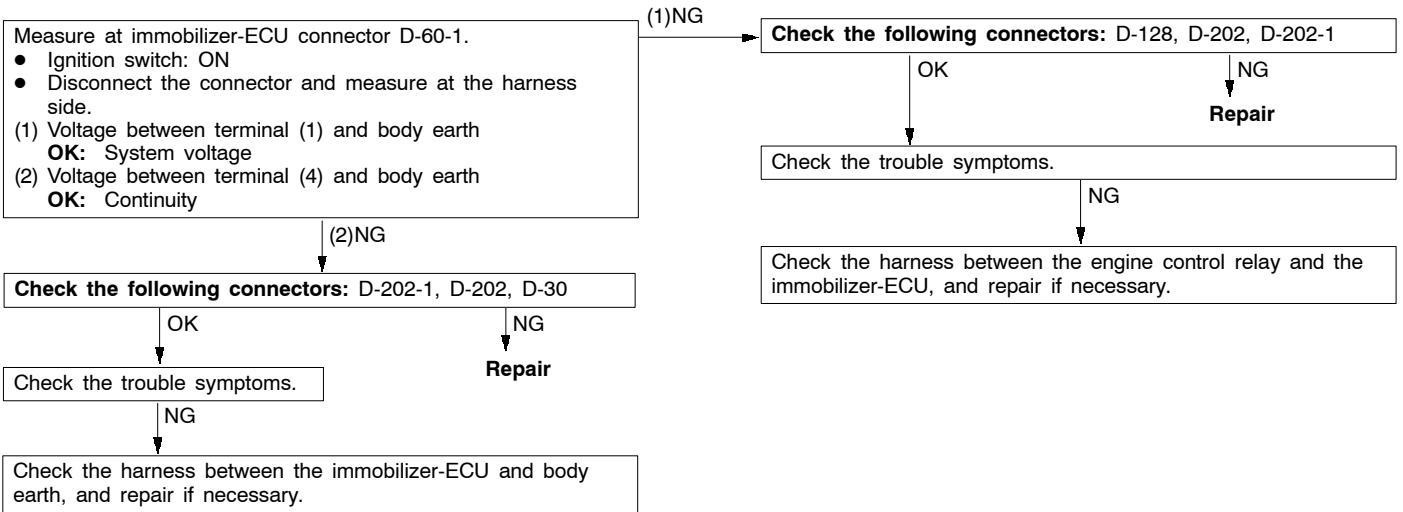 Measure at immobilizer-ECU connector D-60-1.
● Ignition switch: ON
● Disconnect the connector and measure at the harness
side.
(1) Voltage between terminal (1) and body earth
OK: System voltage
(2) Voltage between terminal (4) and body earth
OK: Continuity
(1)NG
Check the following connectors: D-128, D-202, D-202-1
OK
NG
Repair
Check the trouble symptoms.
NG
Check the harness between the engine control relay and the
immobilizer-ECU, and repair if necessary.
(2)NG
Check the following connectors: D-202-1, D-202, D-30
OK
NG
Repair
Check the trouble symptoms.
NG
Check the harness between the immobilizer-ECU and body
earth, and repair if necessary.